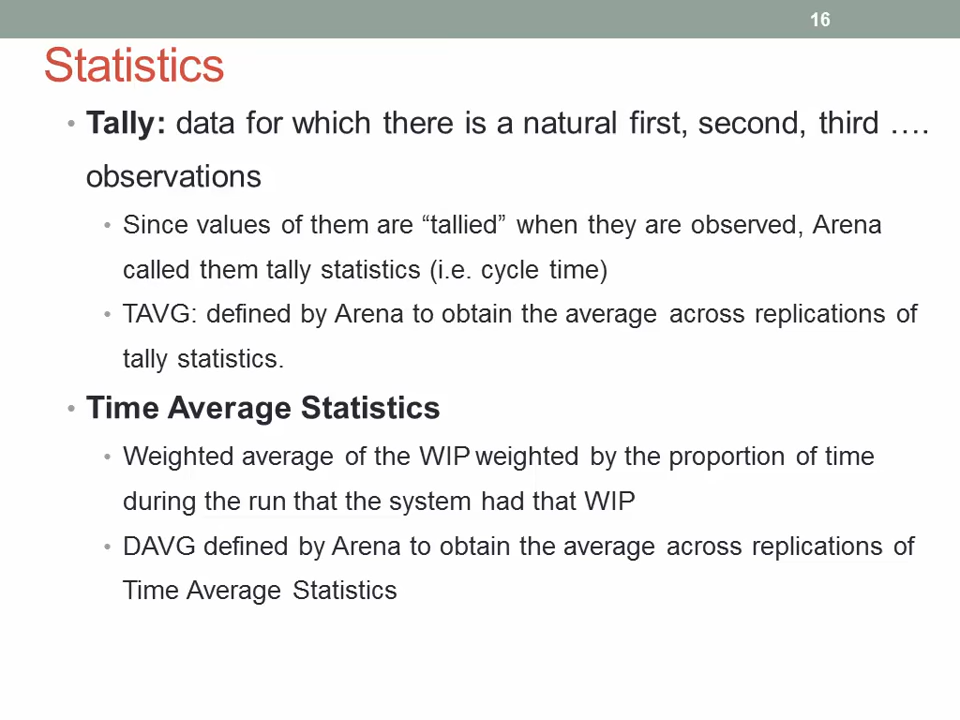 16
Statistics
• Tally: data for which there is a natural first, second, third ….
observations
• Since values of them are “tallied” when they are observed, Arena
called them tally statistics (i.e. cycle time)
• TAVG: defined by Arena to obtain the average across replications of
tally statistics.
• Time Average Statistics
• Weighted average of the WIP weighted by the proportion of time
during the run that the system had that WIP
• DAVG defined by Arena to obtain the average across replications of
Time Average Statistics